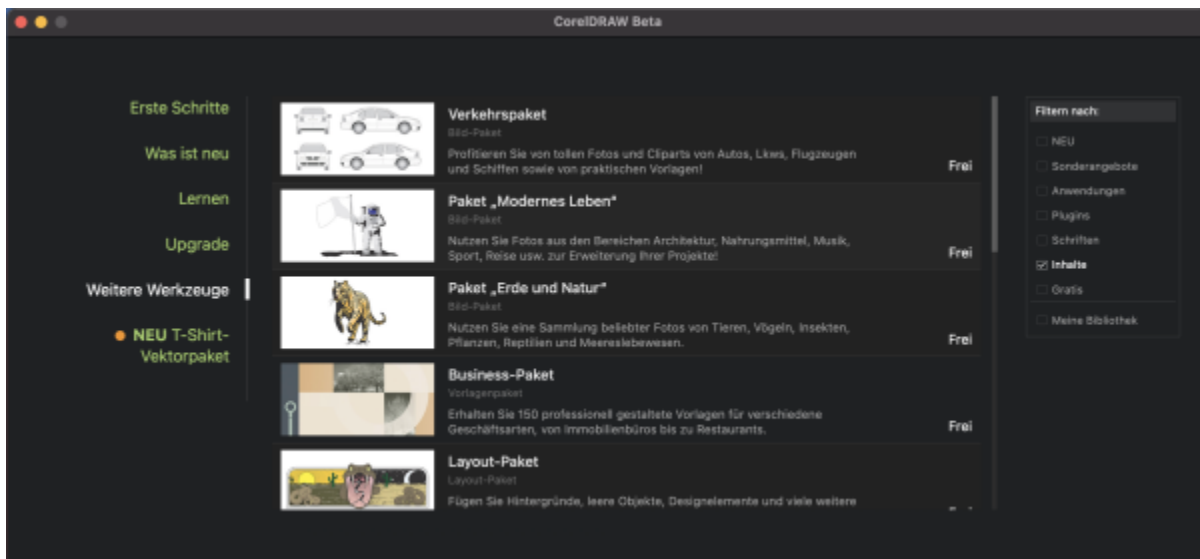 CorelDRAW Beta
Erste Schritte
Was ist neu
Lernen
Upgrade
Weitere Werkzeuge
NEU T-Shirt-
Vektorpaket
Verkehrspaket
Bild-Paket
Profitieren Sie von tollen Fotos und Cliparts von Autos, Lkws, Flugzeugen
und Schiffen sowie von praktischen Vorlagen!
Frei
Paket „Modernes Leben“
Bild-Paket
Nutzen Sie Fotos aus den Bereichen Architektur, Nahrungsmittel, Musik,
Sport, Reise usw. zur Erweiterung Ihrer Projekte!
Frei
Paket „Erde und Natur“
Bild-Paket
Nutzen Sie eine Sammlung beliebter Fotos von Tieren, Vögeln, Insekten,
Pflanzen, Reptilien und Meereslebewesen.
Frei
Business-Paket
Vorlagenpaket
Erhalten Sie 150 professionell gestaltete Vorlagen für verschiedene
Geschäftsarten, von Immobilienbüros bis zu Restaurants.
Frei
Layout-Paket
Layout-Paket
Fügen Sie Hintergründe, leere Objekte, Designelemente und viele weitere
Filtern nach:
NEU
Sonderangebote
Anwendungen
Plugins
Schriften
Inhalte
Gratis
Meine Bibliothek